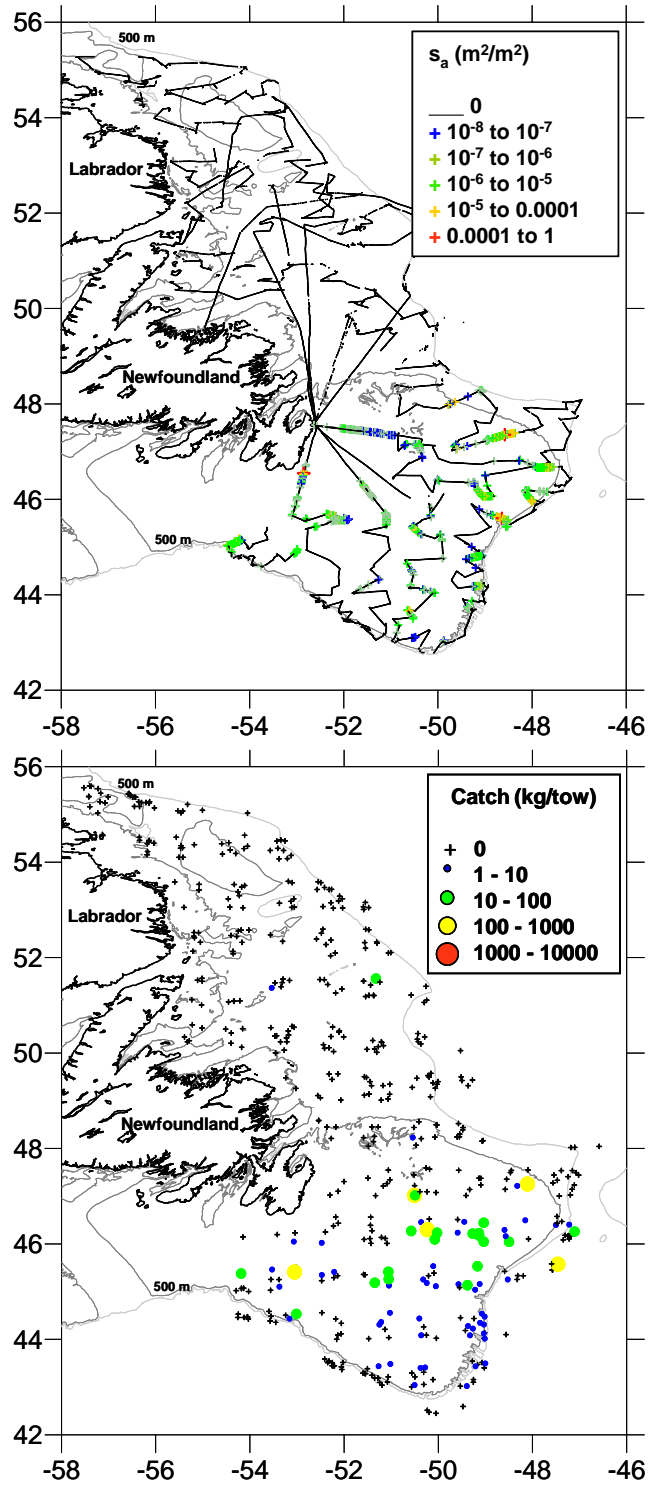 56
500 m
sₐ (m²/m²)
0
54
10⁻⁸ to 10⁻⁷
Labrador
10⁻⁷ to 10⁻⁶
10⁻⁶ to 10⁻⁵
52
10⁻⁵ to 0.0001
0.0001 to 1
50
Newfoundland
48
46
500 m
44
42
-58 -56 -54 -52 -50 -48 -46
56
500 m
Catch (kg/tow)
0
54
1 - 10
10 - 100
Labrador
100 - 1000
1000 - 10000
52
50
Newfoundland
48
46
500 m
44
42
-58 -56 -54 -52 -50 -48 -46